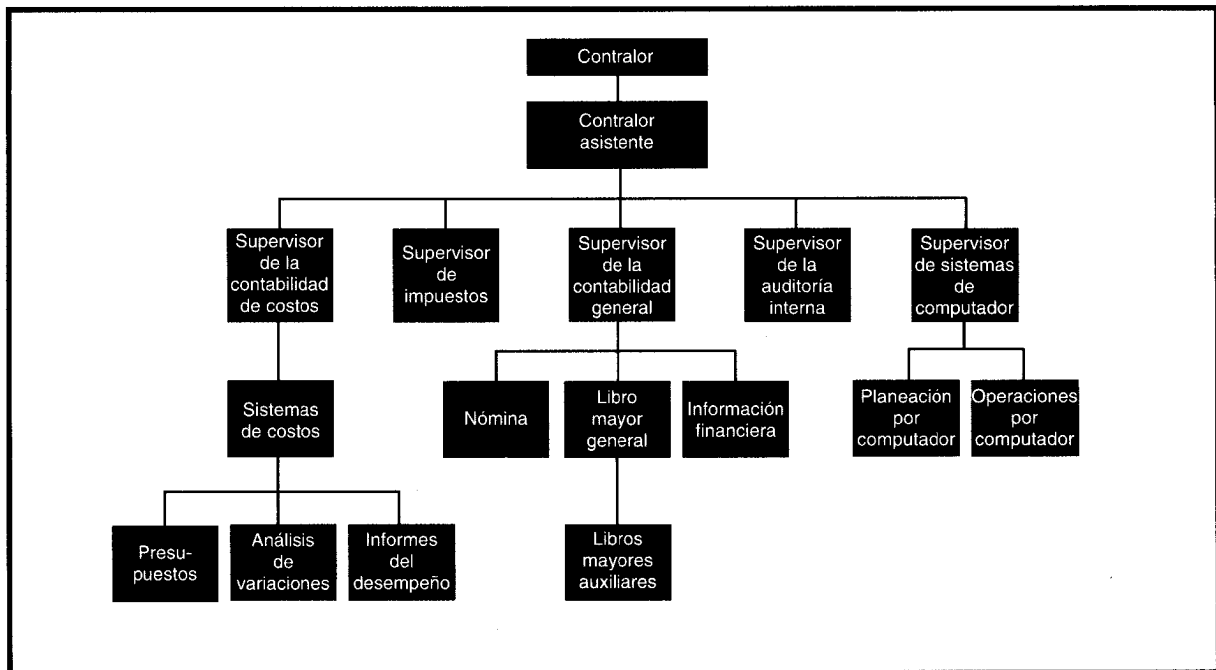 Contralor
Contralor
asistente
Supervisor
de la
contabilidad
de costos
Supervisor
de
impuestos
Supervisor
de la
contabilidad
general
Supervisor
de la
auditoría
interna
Supervisor
de sistemas
de
computador
Sistemas
de costos
Nómina
Libro
mayor
general
Información
financiera
Planeación
por
computador
Operaciones
por
computador
Presu-
puestos
Análisis
de
variaciones
Informes
del
desempeño
Libros
mayores
auxiliares